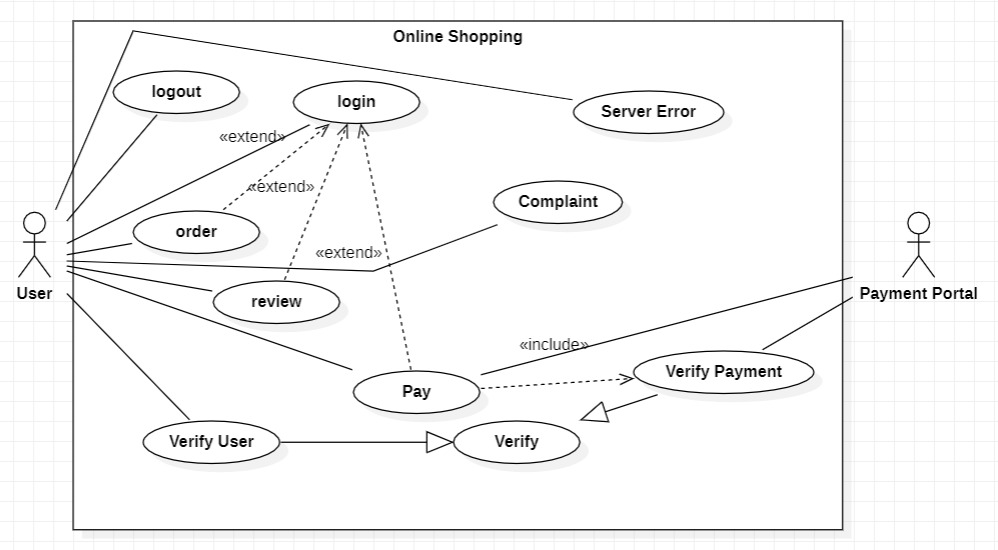 Online Shopping
logout
login
Server Error
«extend»
«extend»
Complaint
order
«extend»
User
Payment Portal
review
«include»
Verify Payment
Pay
Verify User
Verify